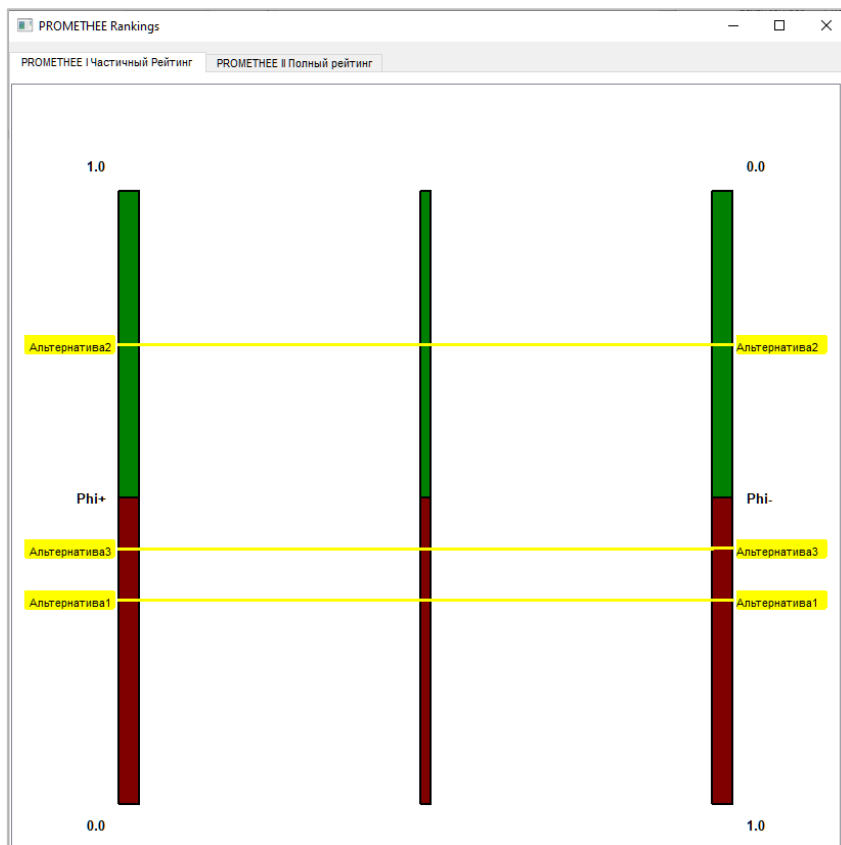 PROMETHEE Rankings
PROMETHEE I Частичный Рейтинг
PROMETHEE II Полный рейтинг
1.0
0.0
Альтернатива2
Альтернатива2
Phi+
Phi-
Альтернатива3
Альтернатива3
Альтернатива1
Альтернатива1
0.0
1.0